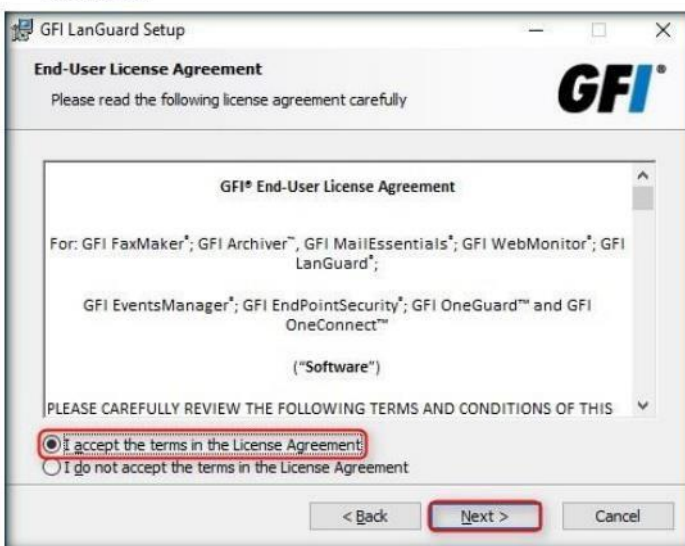 GFI LanGuard Setup
End-User License Agreement
Please read the following license agreement carefully
GFI®
GFI® End-User License Agreement
For: GFI FaxMaker®; GFI Archiver™, GFI MailEssentials®; GFI WebMonitor®; GFI
LanGuard®;
GFI EventsManager®; GFI EndPointSecurity®; GFI OneGuard™ and GFI
OneConnect™
("Software")
PLEASE CAREFULLY REVIEW THE FOLLOWING TERMS AND CONDITIONS OF THIS
I accept the terms in the License Agreement
I do not accept the terms in the License Agreement
< Back Next > Cancel